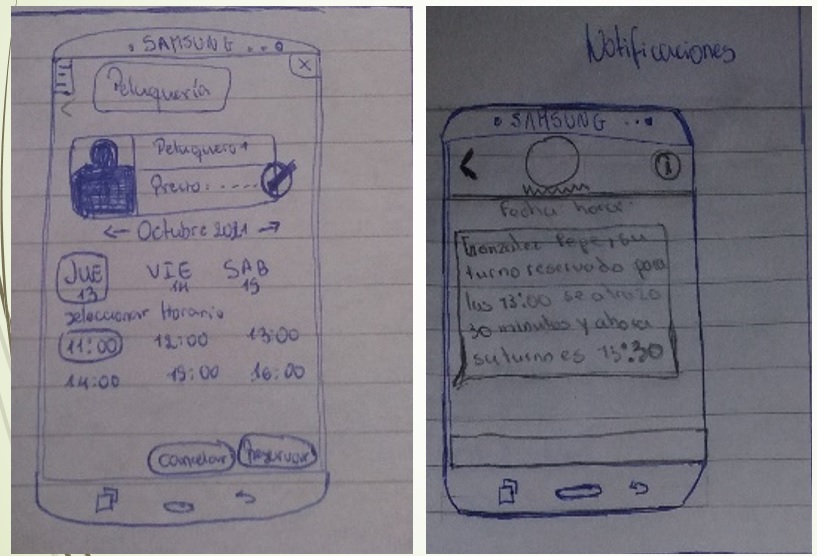 SAMSUNG
X
Peluquería
Peluquero 1
Precio: ----
← Octubre 2021 →
JUE VIE SAB
13 14 15
seleccionar Horario
11:00 12:00 13:00
14:00 15:00 16:00
Cancelar Reservar
Notificaciones
SAMSUNG
i
Fecha hora:
Gonzalez Pepe, su
turno reservado para
las 13:00 se atrazo
30 minutos y ahora
su turno es 13:30